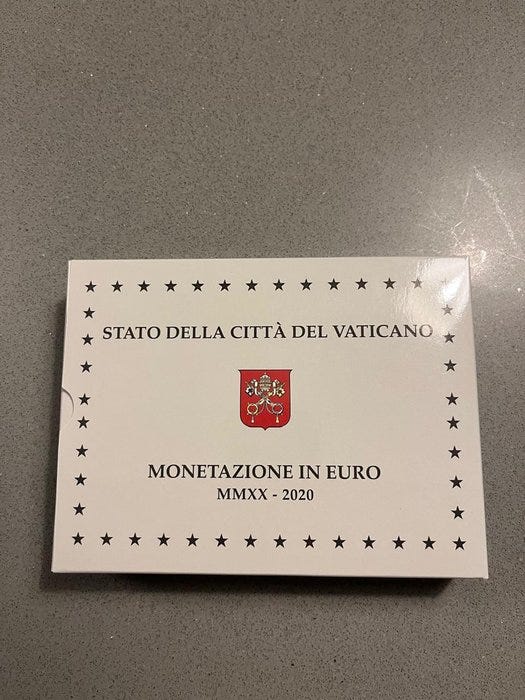 STATO DELLA CITTÀ DEL VATICANO
MONETAZIONE IN EURO
MMXX - 2020